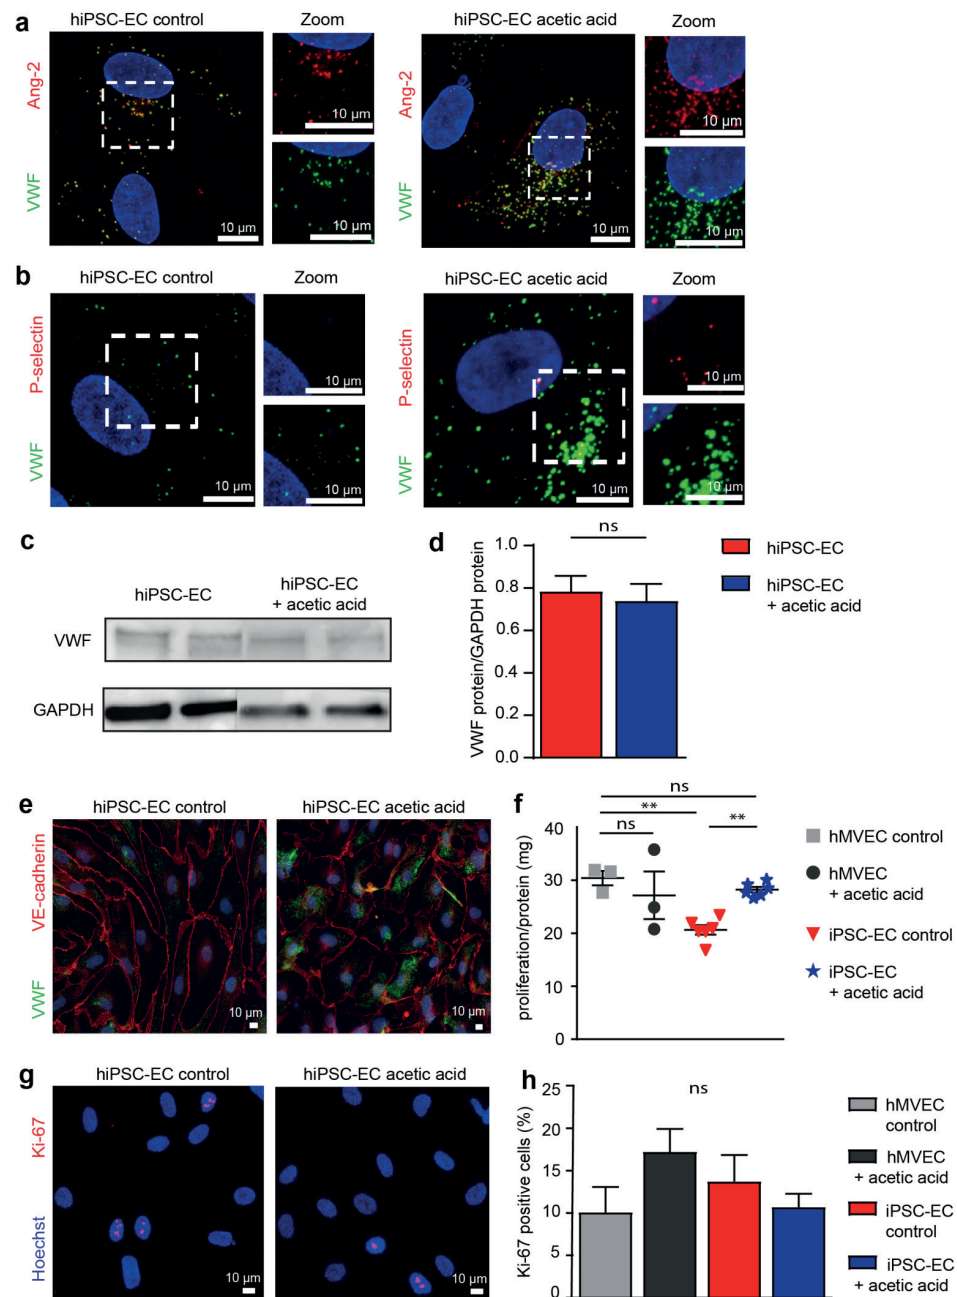 a
hiPSC-EC control
Zoom
hiPSC-EC acetic acid
Zoom
Ang-2
VWF
10 µm
10 µm
10 µm
Ang-2
VWF
10 µm
10 µm
10 µm
b
hiPSC-EC control
Zoom
hiPSC-EC acetic acid
Zoom
P-selectin
VWF
10 µm
10 µm
10 µm
P-selectin
VWF
10 µm
10 µm
10 µm
c
hiPSC-EC
hiPSC-EC
+ acetic acid
VWF
GAPDH
d
ns
VWF protein/GAPDH protein
1.0
0.8
0.6
0.4
0.2
0.0
hiPSC-EC
hiPSC-EC
+ acetic acid
e
hiPSC-EC control
hiPSC-EC acetic acid
VE-cadherin
VWF
10 µm
10 µm
f
ns
**
ns
**
proliferation/protein (mg)
40
30
20
10
0
hMVEC control
hMVEC
+ acetic acid
iPSC-EC control
iPSC-EC
+ acetic acid
g
hiPSC-EC control
hiPSC-EC acetic acid
Ki-67
Hoechst
10 µm
10 µm
h
ns
Ki-67 positive cells (%)
25
20
15
10
5
0
hMVEC
control
hMVEC
+ acetic acid
iPSC-EC
control
iPSC-EC
+ acetic acid